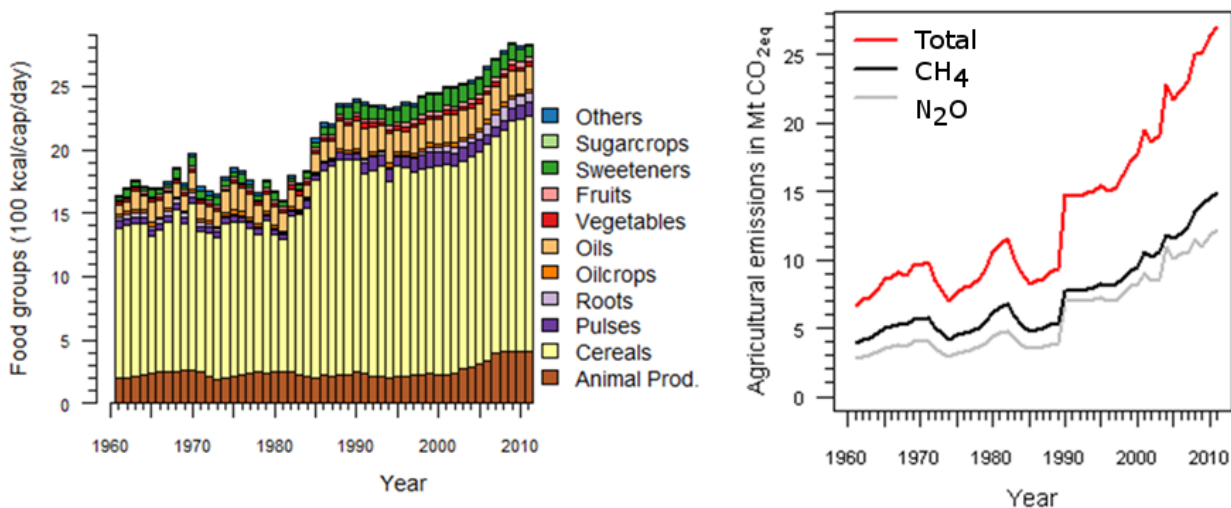 Food groups (100 kcal/cap/day)
25
20
15
10
5
0
1960 1970 1980 1990 2000 2010
Year
Others
Sugarcrops
Sweeteners
Fruits
Vegetables
Oils
Oilcrops
Roots
Pulses
Cereals
Animal Prod.
Agricultural emissions in Mt CO2eq
25
20
15
10
5
0
Total
CH4
N2O
1960 1970 1980 1990 2000 2010
Year